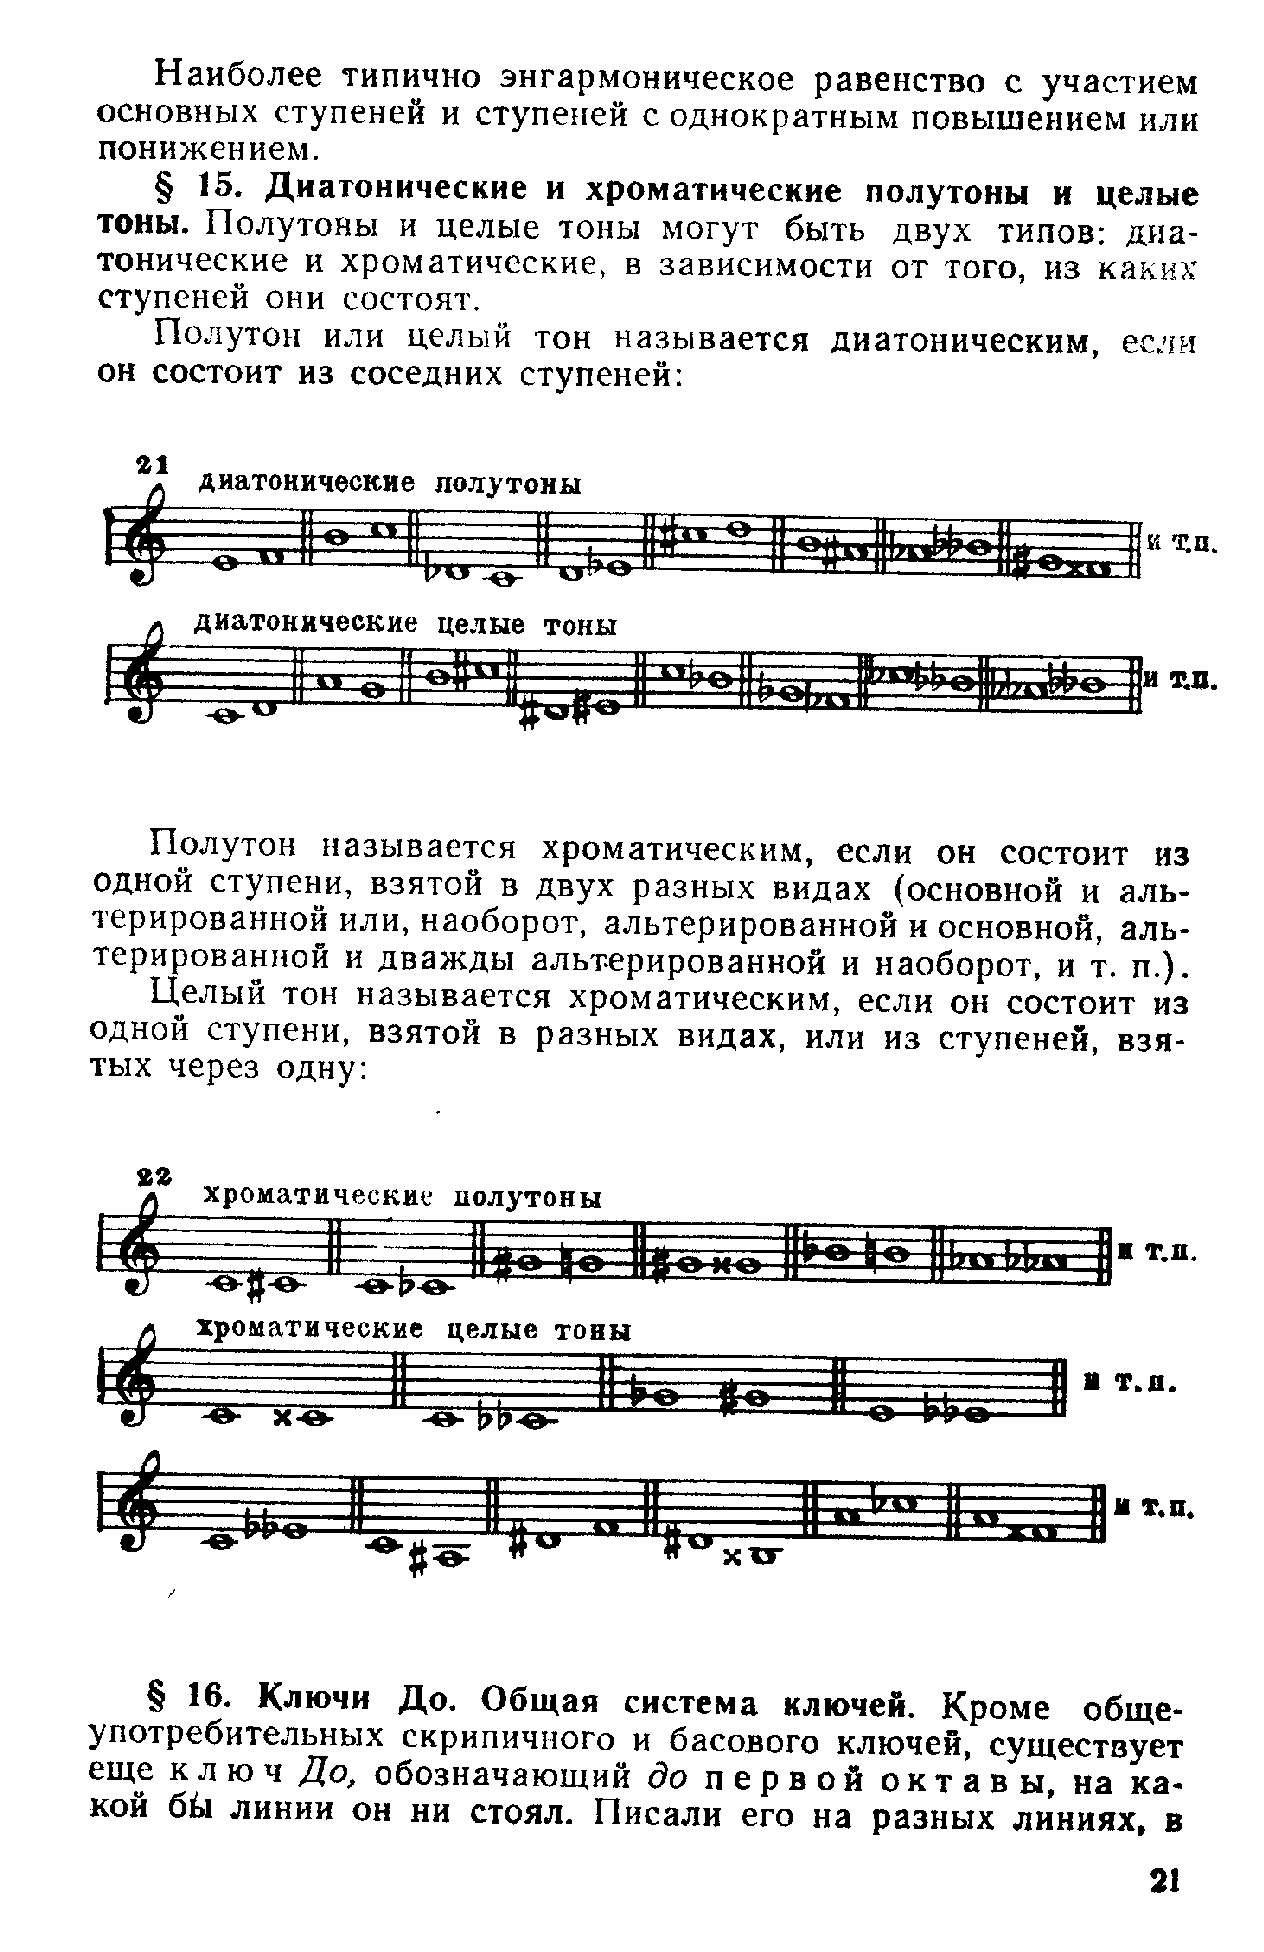 Наиболее типично энгармоническое равенство с участием
основных ступеней и ступеней с однократным повышением или
понижением.
§ 15. Диатонические и хроматические полутоны и целые
тоны. Полутоны и целые тоны могут быть двух типов: диа-
тонические и хроматические, в зависимости от того, из каких
ступеней они состоят.
Полутон или целый тон называется диатоническим, если
он состоит из соседних ступеней:
21
диатонические полутоны
и т.п.
диатонические целые тоны
и т.п.
Полутон называется хроматическим, если он состоит из
одной ступени, взятой в двух разных видах (основной и аль-
терированной или, наоборот, альтерированной и основной, аль-
терированной и дважды альтерированной и наоборот, и т. п.).
Целый тон называется хроматическим, если он состоит из
одной ступени, взятой в разных видах, или из ступеней, взя-
тых через одну:
22
хроматические полутоны
и т.п.
хроматические целые тоны
и т.п.
и т.п.
§ 16. Ключи До. Общая система ключей. Кроме обще-
употребительных скрипичного и басового ключей, существует
еще ключ До, обозначающий до первой октавы, на ка-
кой бы линии он ни стоял. Писали его на разных линиях, в
21